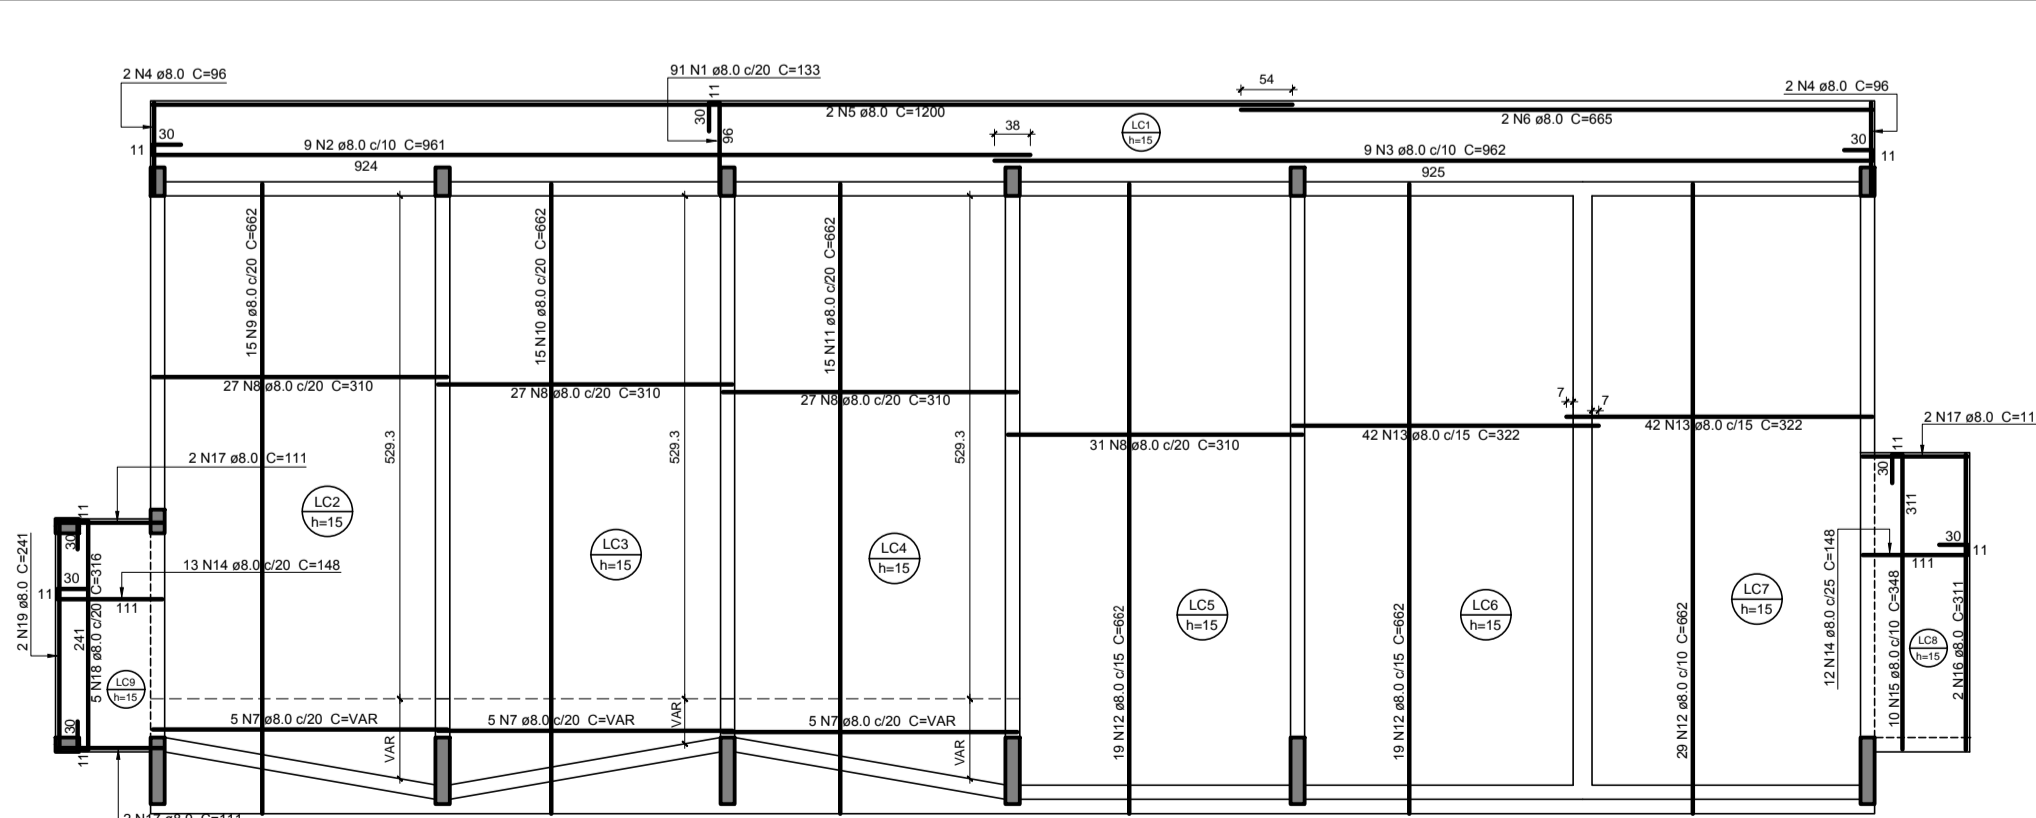 2 N4 ø8.0 C=96
91 N1 ø8.0 c/20 C=133
11
54
2 N4 ø8.0 C=96
30
96
2 N5 ø8.0 C=1200
2 N6 ø8.0 C=665
LC1
h=15
38
30
11
9 N2 ø8.0 c/10 C=961
9 N3 ø8.0 c/10 C=962
30
11
924
925
15 N9 ø8.0 c/20 C=662
15 N10 ø8.0 c/20 C=662
15 N11 ø8.0 c/20 C=662
27 N8 ø8.0 c/20 C=310
27 N8 ø8.0 c/20 C=310
27 N8 ø8.0 c/20 C=310
31 N8 ø8.0 c/20 C=310
42 N13 ø8.0 c/15 C=322
7
7
42 N13 ø8.0 c/15 C=322
2 N17 ø8.0 C=11
529.3
529.3
529.3
2 N17 ø8.0 C=111
11
30
311
30
11
111
LC2
h=15
LC3
h=15
LC4
h=15
LC5
h=15
LC6
h=15
LC7
h=15
LC8
h=15
LC9
h=15
2 N19 ø8.0 C=241
11
30
30
11
13 N14 ø8.0 c/20 C=148
111
241
5 N18 ø8.0 c/20 C=316
30
11
19 N12 ø8.0 c/15 C=662
19 N12 ø8.0 c/15 C=662
29 N12 ø8.0 c/10 C=662
12 N14 ø8.0 c/25 C=148
10 N15 ø8.0 c/10 C=348
2 N16 ø8.0 C=311
5 N7 ø8.0 c/20 C=VAR
5 N7 ø8.0 c/20 C=VAR
5 N7 ø8.0 c/20 C=VAR
VAR
VAR
VAR
2 N17 ø8.0 C=111